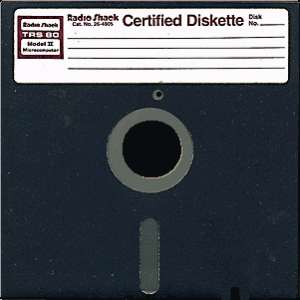 Radio Shack
TRS 80
Model II
Microcomputer
Radio Shack
Cat. No. 26-4905
Certified Diskette
Disk
No.